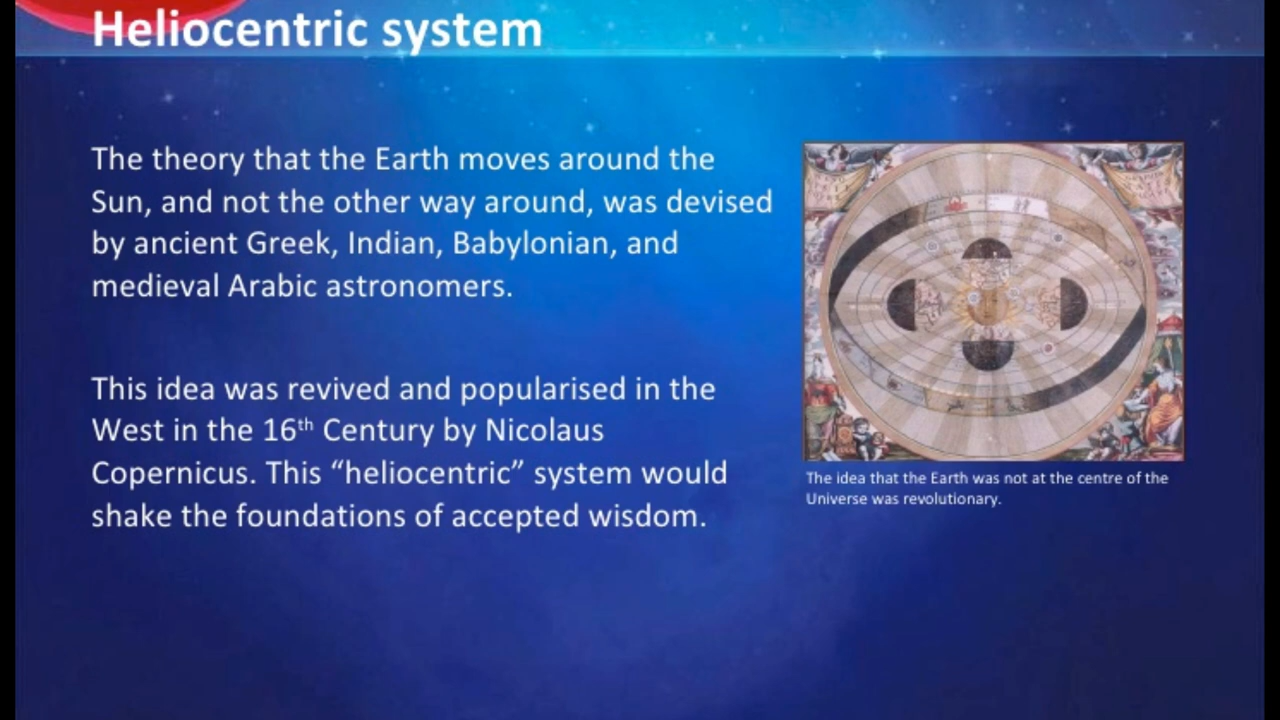 Heliocentric system
The theory that the Earth moves around the
Sun, and not the other way around, was devised
by ancient Greek, Indian, Babylonian, and
medieval Arabic astronomers.
This idea was revived and popularised in the
West in the 16th Century by Nicolaus
Copernicus. This “heliocentric” system would
shake the foundations of accepted wisdom.
The idea that the Earth was not at the centre of the
Universe was revolutionary.